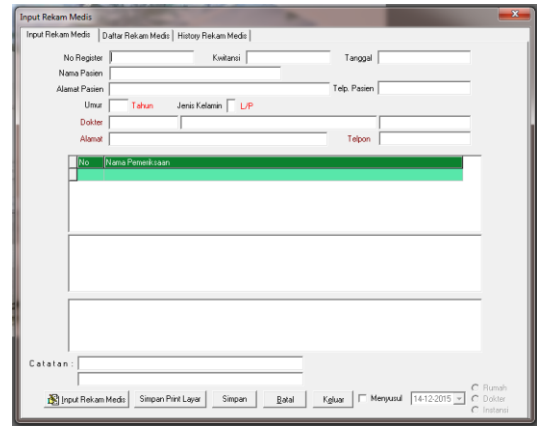 Input Rekam Medis
Input Rekam Medis Daftar Rekam Medis History Rekam Medis
No Register Kwitansi Tanggal
Nama Pasien
Alamat Pasien Telp. Pasien
Umur Tahun Jenis Kelamin L/P
Dokter
Alamat Telpon
No Nama Pemeriksaan
Catatan :
Input Rekam Medis Simpan Print Layar Simpan Batal Keluar Menyusul 14-12-2015
Rumah
Dokter
Instansi